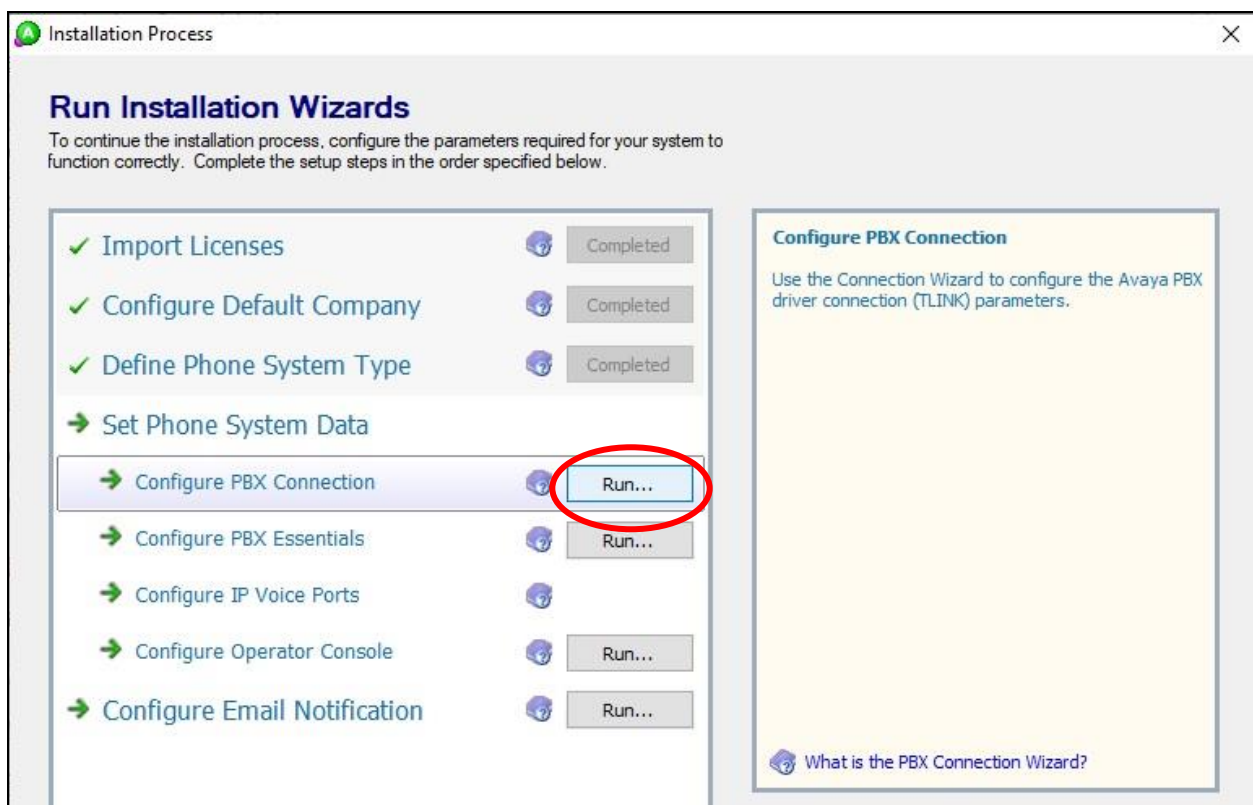 Installation Process
Run Installation Wizards
To continue the installation process, configure the parameters required for your system to
function correctly. Complete the setup steps in the order specified below.
Import Licenses
Completed
Configure Default Company
Completed
Define Phone System Type
Completed
Set Phone System Data
Configure PBX Connection
Run...
Configure PBX Essentials
Run...
Configure IP Voice Ports
Configure Operator Console
Run...
Configure Email Notification
Run...
Configure PBX Connection
Use the Connection Wizard to configure the Avaya PBX
driver connection (TLINK) parameters.
What is the PBX Connection Wizard?